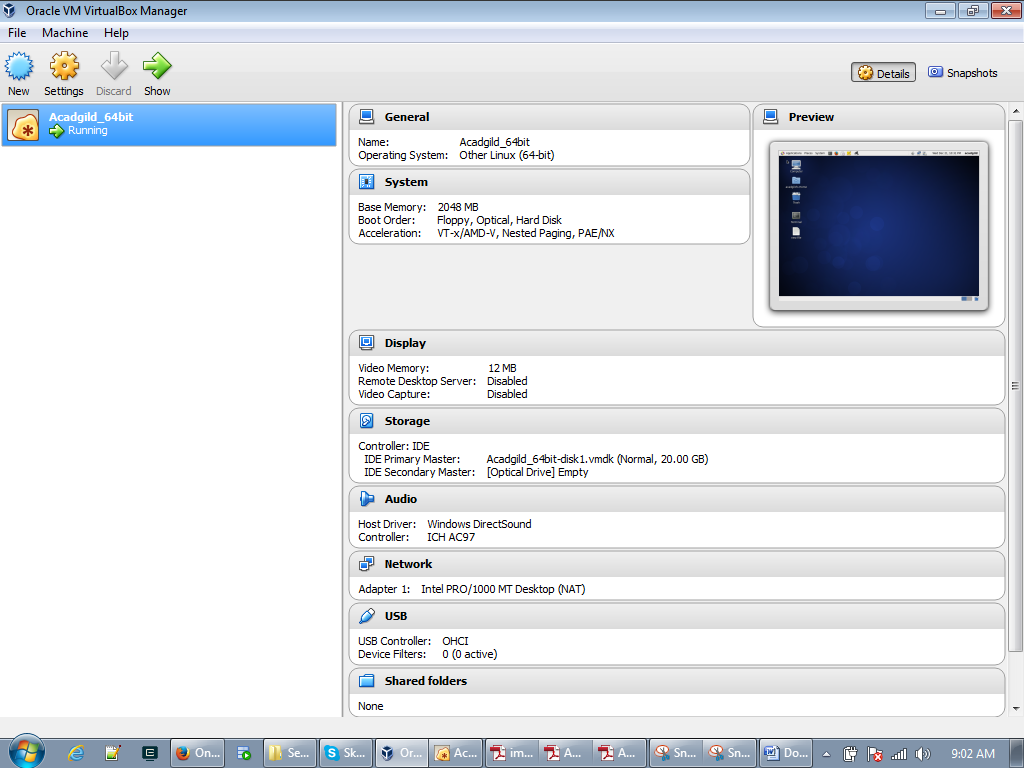 Oracle VM VirtualBox Manager
File Machine Help
New Settings Discard Show
Details Snapshots
Acadgild_64bit
Running
General
Name: Acadgild_64bit
Operating System: Other Linux (64-bit)
System
Base Memory: 2048 MB
Boot Order: Floppy, Optical, Hard Disk
Acceleration: VT-x/AMD-V, Nested Paging, PAE/NX
Preview
Display
Video Memory: 12 MB
Remote Desktop Server: Disabled
Video Capture: Disabled
Storage
Controller: IDE
IDE Primary Master: Acadgild_64bit-disk1.vmdk (Normal, 20.00 GB)
IDE Secondary Master: [Optical Drive] Empty
Audio
Host Driver: Windows DirectSound
Controller: ICH AC97
Network
Adapter 1: Intel PRO/1000 MT Desktop (NAT)
USB
USB Controller: OHCI
Device Filters: 0 (0 active)
Shared folders
None
On... Se... Sk... Or... Ac... im... A... A... Sn... Sn... Do... 9:02 AM